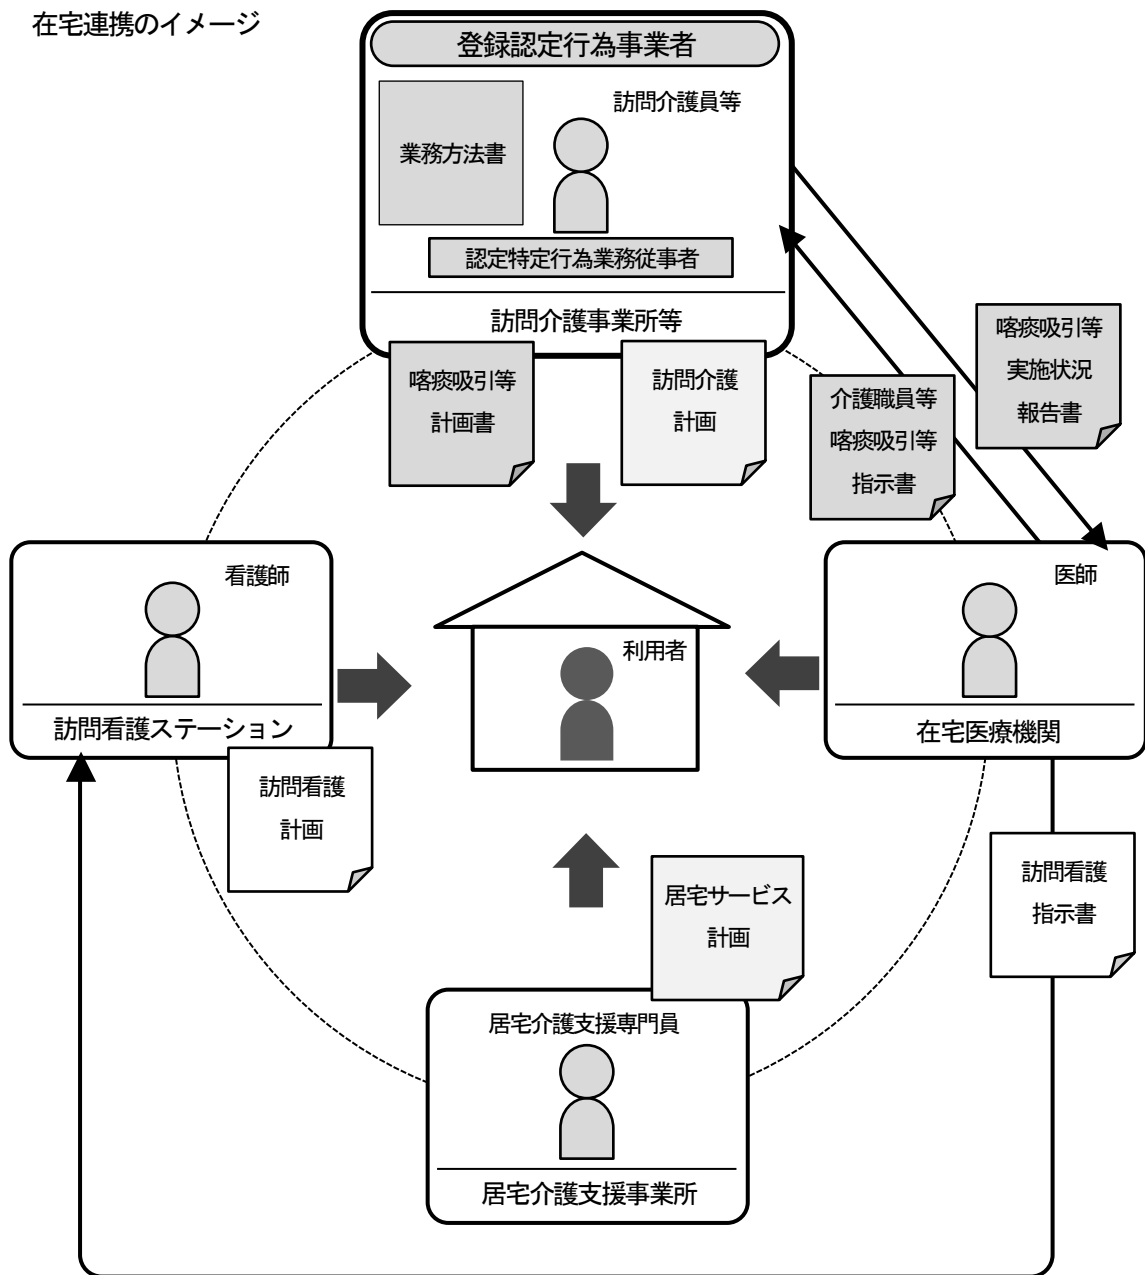 在宅連携のイメージ
登録認定行為事業者
訪問介護員等
業務方法書
認定特定行為業務従事者
訪問介護事業所等
喀痰吸引等
計画書
訪問介護
計画
介護職員等
喀痰吸引等
指示書
喀痰吸引等
実施状況
報告書
看護師
訪問看護ステーション
利用者
医師
在宅医療機関
訪問看護
計画
訪問看護
指示書
居宅サービス
計画
居宅介護支援専門員
居宅介護支援事業所